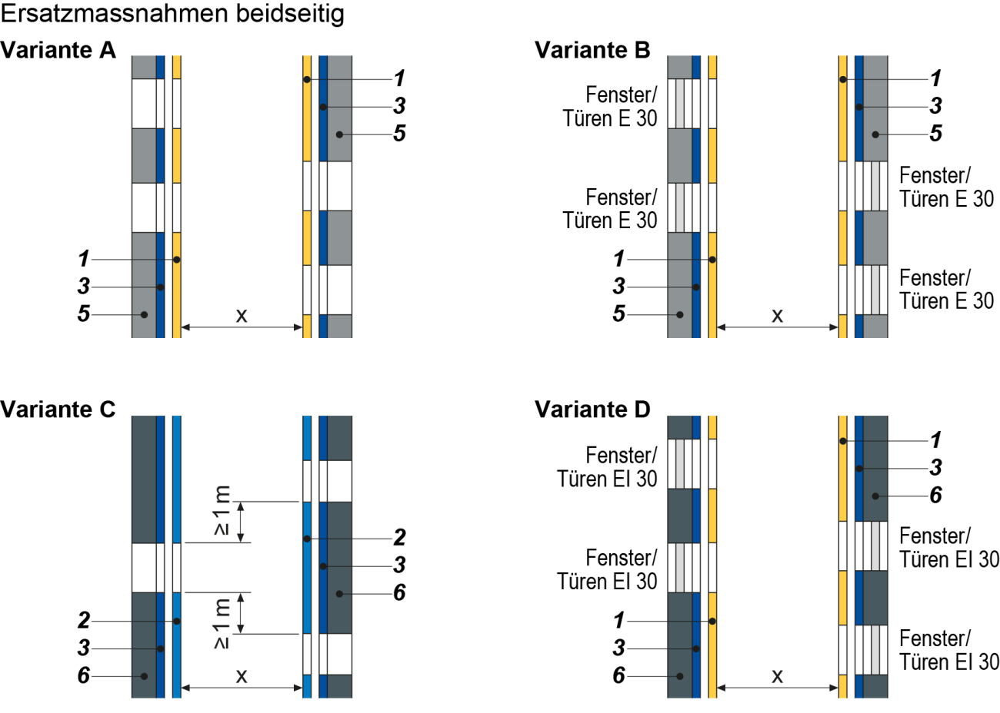 Ersatzmassnahmen beidseitig
Variante A
1
3
5
1
3
5
x
Variante B
Fenster/
Türen E 30
Fenster/
Türen E 30
1
3
5
1
3
5
Fenster/
Türen E 30
Fenster/
Türen E 30
x
Variante C
≥1m
≥1m
2
3
6
2
3
6
x
Variante D
Fenster/
Türen EI 30
Fenster/
Türen EI 30
1
3
6
1
3
6
Fenster/
Türen EI 30
Fenster/
Türen EI 30
x